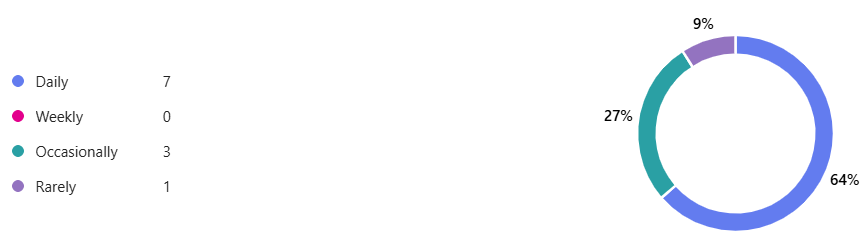 Daily 7
Weekly 0
Occasionally 3
Rarely 1
9%
27%
64%